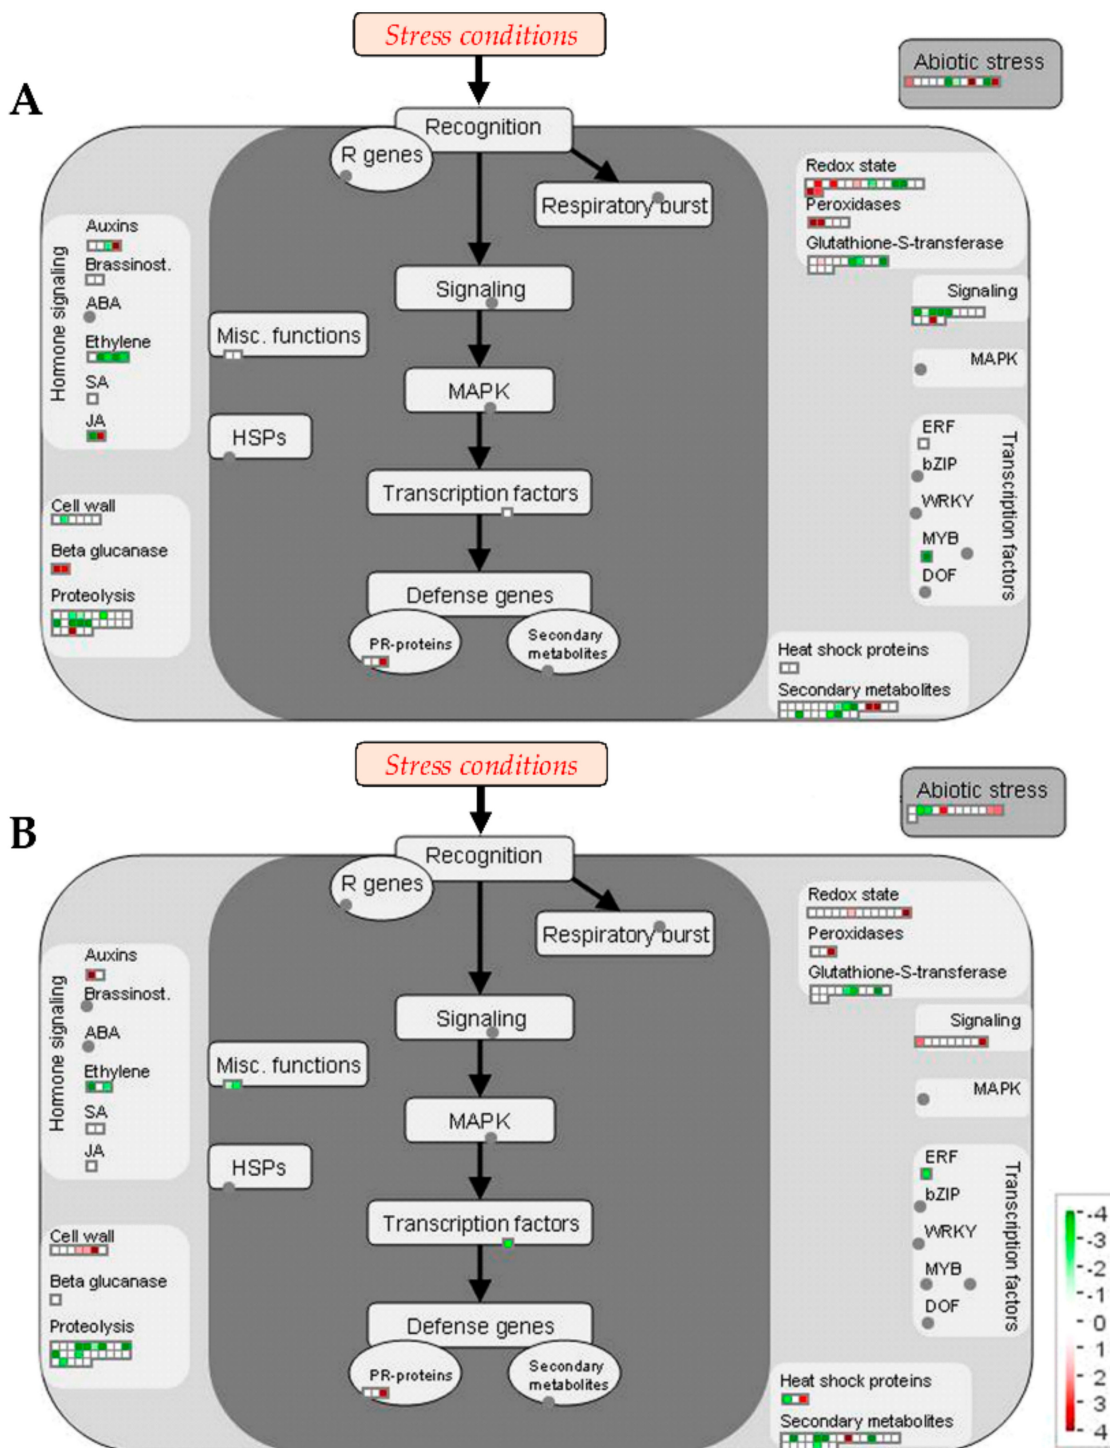 Stress conditions
Abiotic stress
A
Recognition
R genes
Redox state
Respiratory burst
Peroxidases
Auxins
Glutathione-S-transferase
Brassinost.
Hormone signaling
Signaling
Signaling
ABA
Misc. functions
Ethylene
MAPK
SA
MAPK
JA
HSPs
ERF
bZIP
Transcription factors
Transcription factors
Cell wall
WRKY
MYB
Beta glucanase
DOF
Proteolysis
Defense genes
PR-proteins
Secondary
metabolites
Heat shock proteins
Secondary metabolites
Stress conditions
Abiotic stress
B
Recognition
R genes
Redox state
Respiratory burst
Peroxidases
Auxins
Glutathione-S-transferase
Brassinost.
Hormone signaling
Signaling
Signaling
ABA
Misc. functions
Ethylene
MAPK
SA
MAPK
JA
HSPs
ERF
bZIP
Transcription factors
Transcription factors
Cell wall
WRKY
MYB
Beta glucanase
DOF
Proteolysis
Defense genes
PR-proteins
Secondary
metabolites
Heat shock proteins
Secondary metabolites
-4
-3
-2
-1
0
1
2
3
4